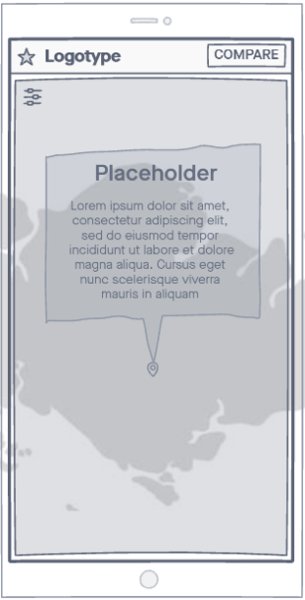 Logotype
COMPARE
Placeholder
Lorem ipsum dolor sit amet,
consectetur adipiscing elit,
sed do eiusmod tempor
incididunt ut labore et dolore
magna aliqua. Cursus eget
nunc scelerisque viverra
mauris in aliquam